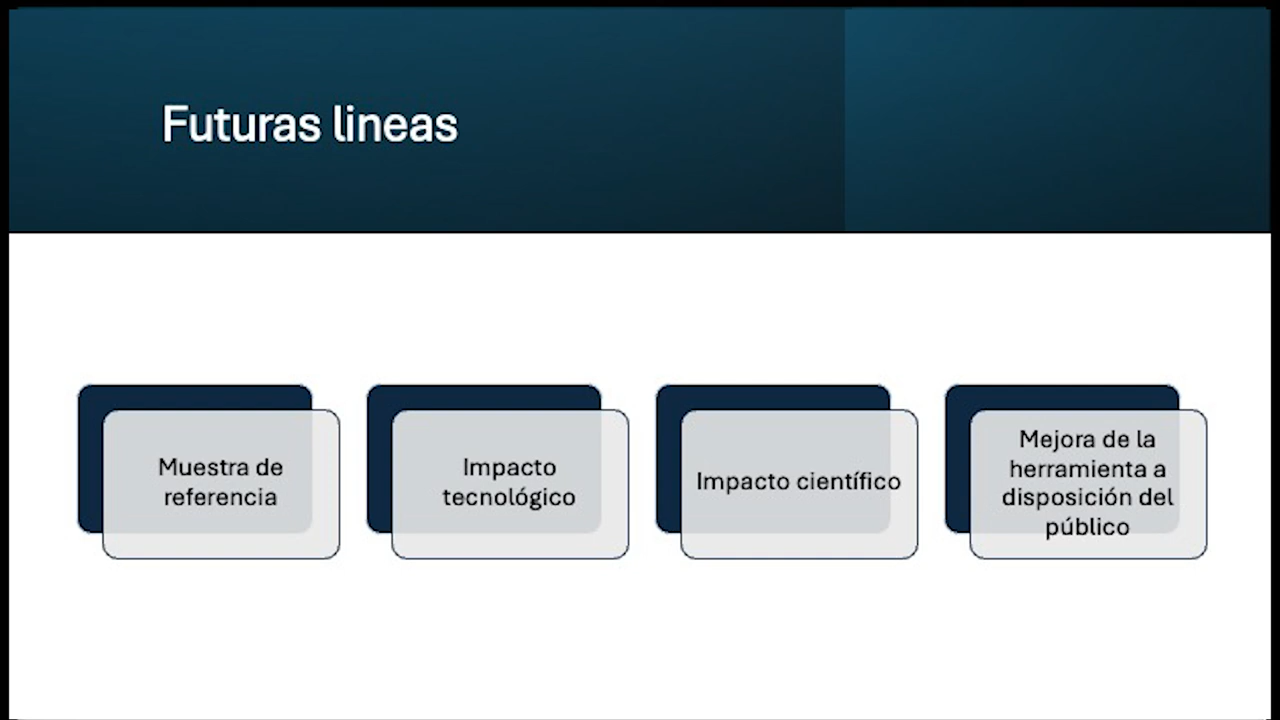 Futuras lineas
Muestra de
referencia
Impacto
tecnológico
Impacto científico
Mejora de la
herramienta a
disposición del
público